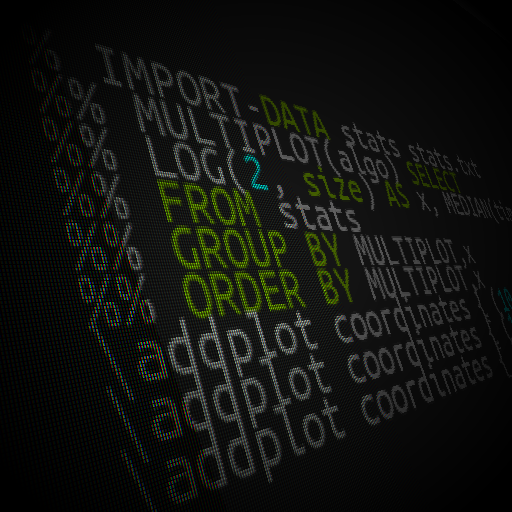 %% IMPORT-DATA stats stats.txt
%% MULTIPLOT(algo) SELECT
%% LOG(2, size) AS x, MEDIAN(
%% FROM stats
%% GROUP BY MULTIPLOT,x
%% ORDER BY MULTIPLOT,x
\addplot coordinates {
\addplot coordinates {
\addplot coordinates {